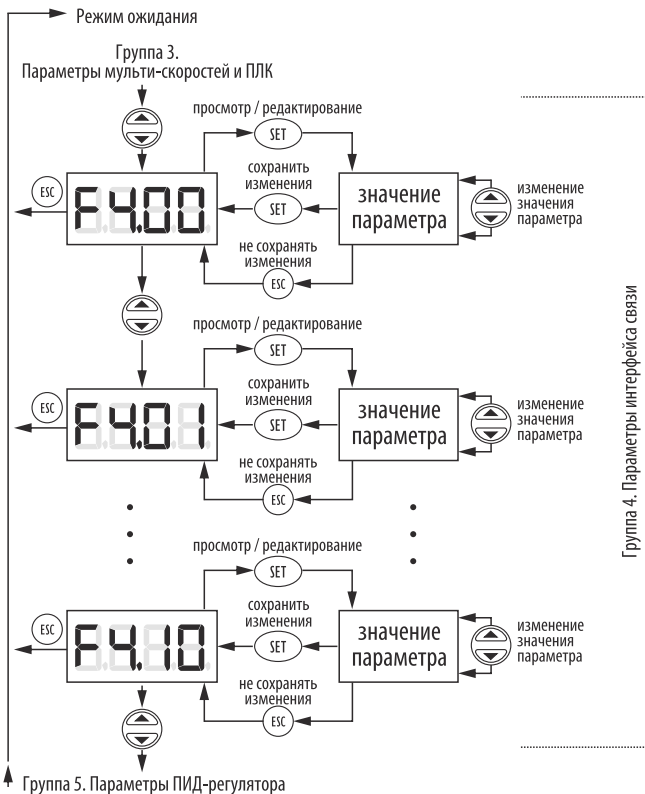 Режим ожидания
Группа 3.
Параметры мульти-скоростей и ПЛК
просмотр / редактирование
SET
ESC
F4.00
сохранить
изменения
SET
значение
параметра
изменение
значения
параметра
не сохранять
изменения
ESC
просмотр / редактирование
SET
ESC
F4.01
сохранить
изменения
SET
значение
параметра
изменение
значения
параметра
не сохранять
изменения
ESC
просмотр / редактирование
SET
ESC
F4.10
сохранить
изменения
SET
значение
параметра
изменение
значения
параметра
не сохранять
изменения
ESC
Группа 4. Параметры интерфейса связи
Группа 5. Параметры ПИД-регулятора